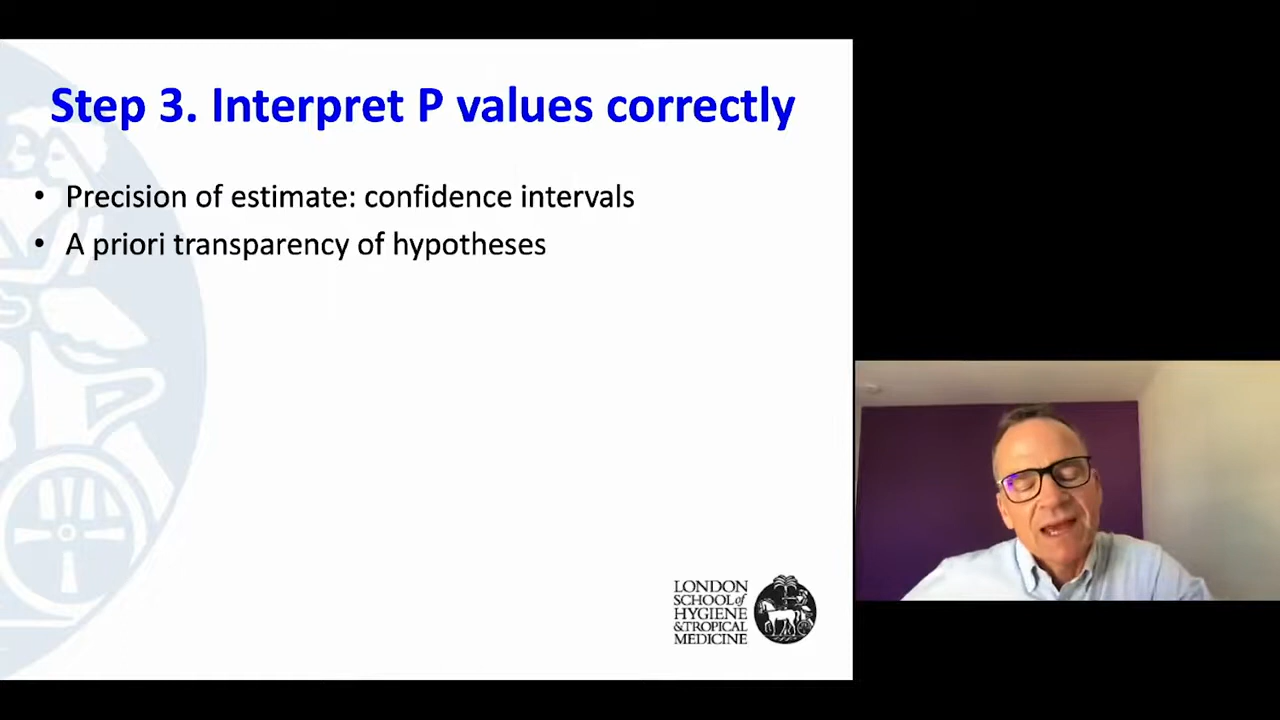 Step 3. Interpret P values correctly
• Precision of estimate: confidence intervals
• A priori transparency of hypotheses
LONDON
SCHOOL of
HYGIENE
& TROPICAL
MEDICINE